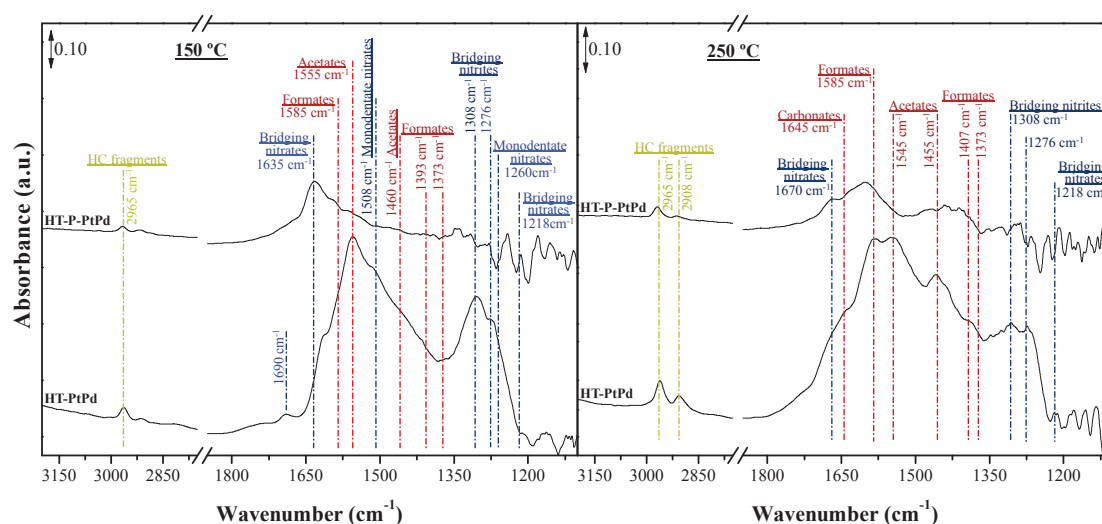 0.10
150 ºC
Acetates
1555 cm-1
Formates
1585 cm-1
Bridging
nitrates
1635 cm-1
HC fragments
2965 cm-1
1690 cm-1
1508 cm-1 Monodentate nitrates
1460 cm-1 Acetates
Formates
1393 cm-1
1373 cm-1
Bridging
nitrites
1308 cm-1
1276 cm-1
Monodentate
nitrates
1260cm-1
Bridging
nitrates
1218cm-1
HT-P-PtPd
HT-PtPd
3000 2850 1800 1650 1500 1350 1200
Wavenumber (cm-1)
Absorbance (a.u.)
0.10
250 ºC
Formates
1585 cm-1
Carbonates
1645 cm-1
Bridging
nitrates
1670 cm-1
HC fragments
2965 cm-1
2908 cm-1
Acetates
1545 cm-1
1455 cm-1
Formates
1407 cm-1
1373 cm-1
Bridging nitrites
1308 cm-1
1276 cm-1
Bridging
nitrates
1218 cm-1
HT-P-PtPd
HT-PtPd
3000 2850 1800 1650 1500 1350 1200
Wavenumber (cm-1)